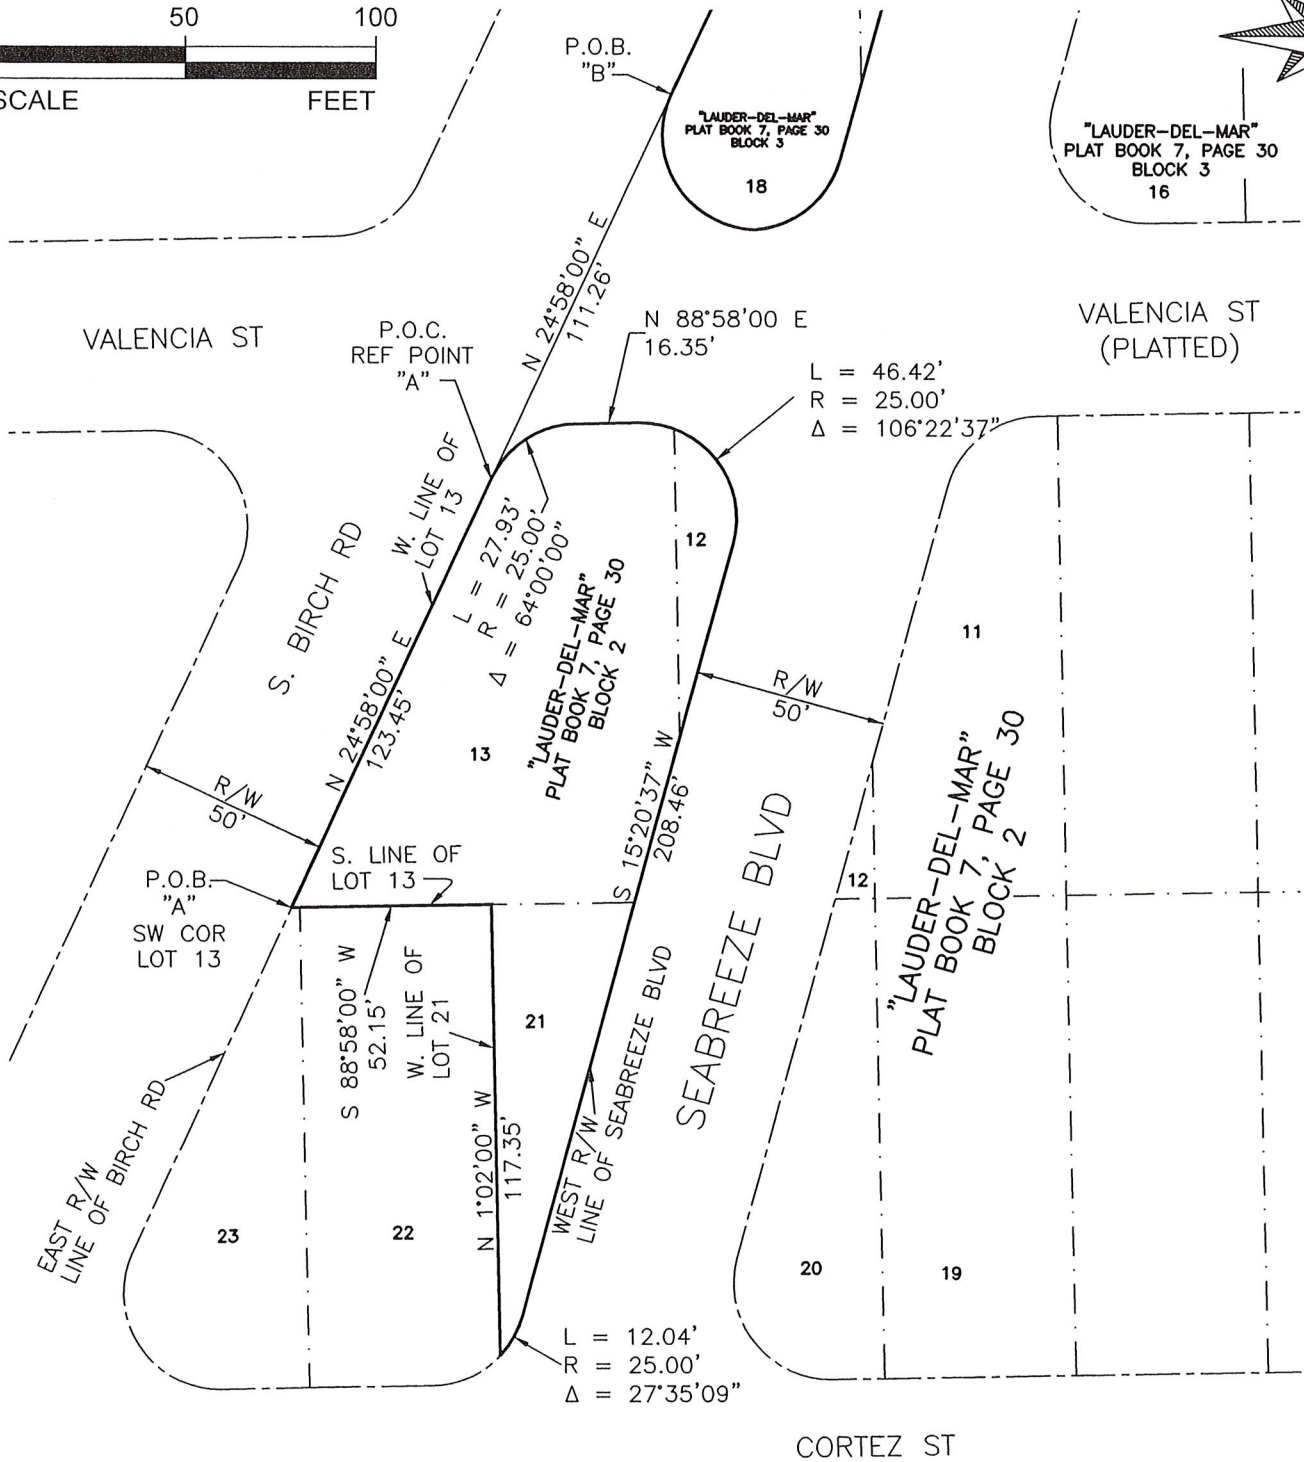 50 100
SCALE FEET
P.O.B.
"B"
"LAUDER-DEL-MAR"
PLAT BOOK 7, PAGE 30
BLOCK 3
18
"LAUDER-DEL-MAR"
PLAT BOOK 7, PAGE 30
BLOCK 3
16
N 24°58'00" E
111.26'
VALENCIA ST
P.O.C.
REF POINT
"A"
N 88°58'00 E
16.35'
VALENCIA ST
(PLATTED)
L = 46.42'
R = 25.00'
Δ = 106°22'37"
W. LINE OF
LOT 13
L = 27.93'
R = 25.00'
Δ = 64°00'00"
12
S. BIRCH RD
"LAUDER-DEL-MAR"
PLAT BOOK 7, PAGE 30
BLOCK 2
11
R/W
50'
N 24°58'00" E
123.45'
13
R/W
50'
S 15°20'37" W
208.46'
SEABREEZE BLVD
"LAUDER-DEL-MAR"
PLAT BOOK 7, PAGE 30
BLOCK 2
S. LINE OF
LOT 13
P.O.B.
"A"
SW COR
LOT 13
12
S 88°58'00" W
52.15'
W. LINE OF
LOT 21
21
WEST R/W
LINE OF SEABREEZE BLVD
N 1°02'00" W
117.35'
EAST R/W
LINE OF BIRCH RD
23
22
20
19
L = 12.04'
R = 25.00'
Δ = 27°35'09"
CORTEZ ST